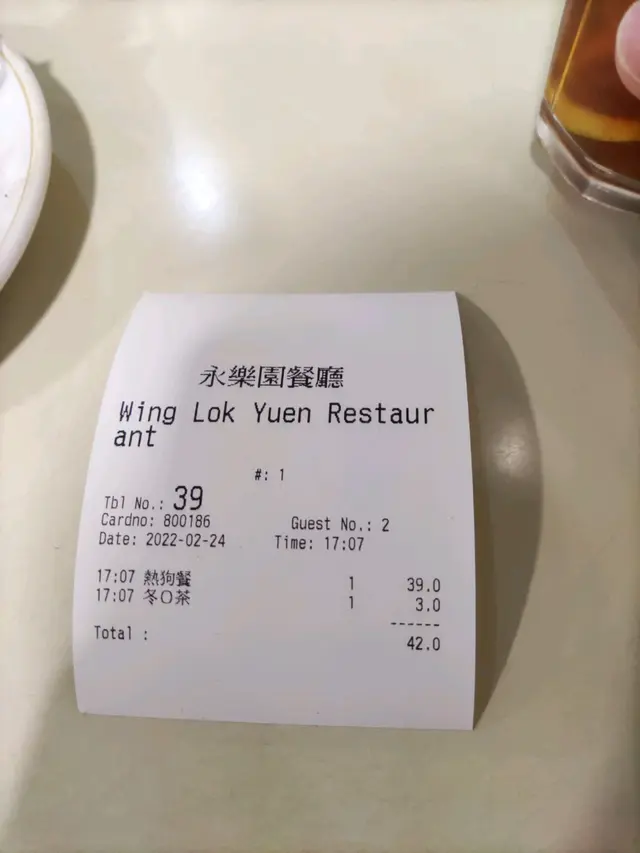 永樂園餐廳
Wing Lok Yuen Restaur
ant
#: 1
Tbl No.: 39
Cardno: 800186 Guest No.: 2
Date: 2022-02-24 Time: 17:07
17:07 熱狗餐 1 39.0
17:07 冬O茶 1 3.0
------
Total : 42.0